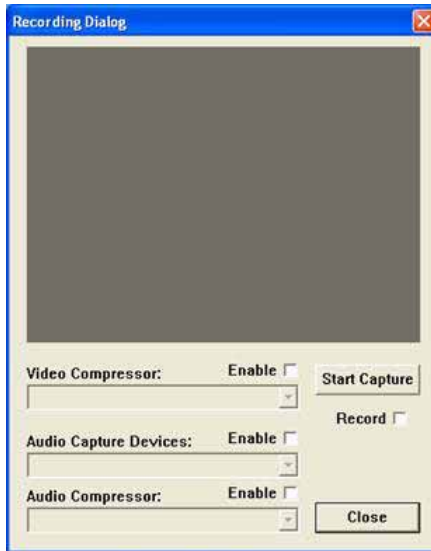 Recording Dialog
Video Compressor:
Enable
Start Capture
Record
Audio Capture Devices:
Enable
Audio Compressor:
Enable
Close